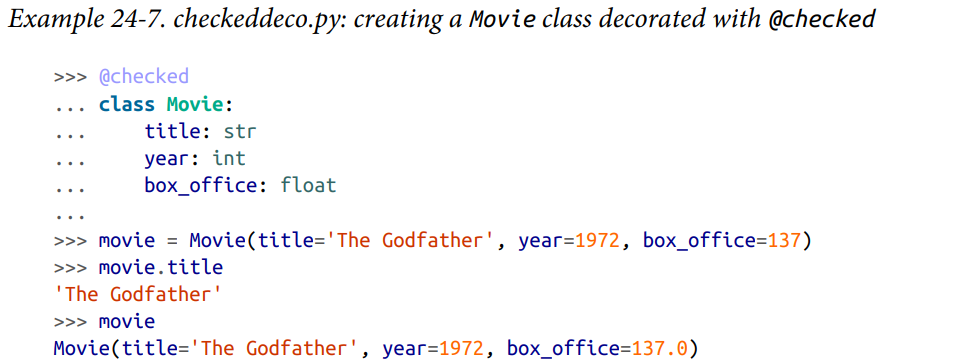 Example 24-7. checkeddeco.py: creating a Movie class decorated with @checked
>>> @checked
... class Movie:
...     title: str
...     year: int
...     box_office: float
...
>>> movie = Movie(title='The Godfather', year=1972, box_office=137)
>>> movie.title
'The Godfather'
>>> movie
Movie(title='The Godfather', year=1972, box_office=137.0)